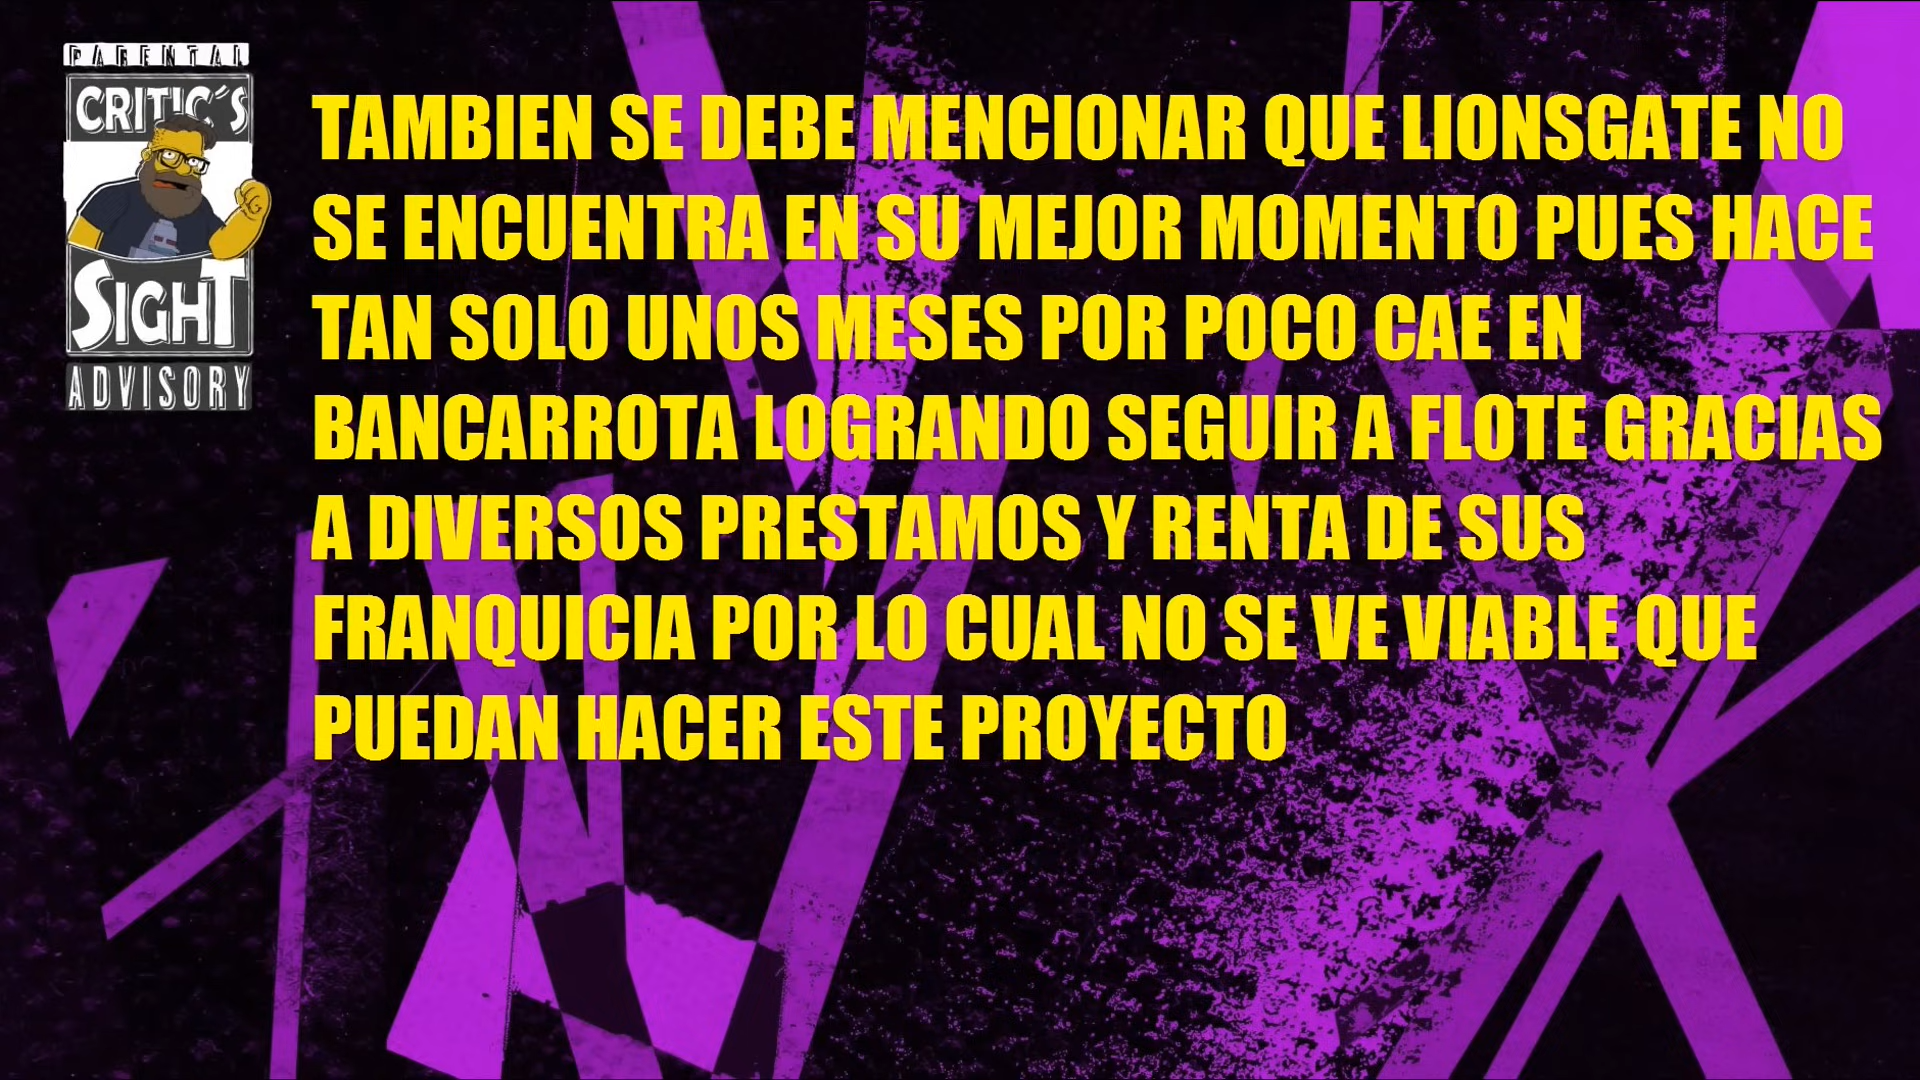 PARENTAL
CRITIC´S
SIGHT
ADVISORY
TAMBIEN SE DEBE MENCIONAR QUE LIONSGATE NO
SE ENCUENTRA EN SU MEJOR MOMENTO PUES HACE
TAN SOLO UNOS MESES POR POCO CAE EN
BANCARROTA LOGRANDO SEGUIR A FLOTE GRACIAS
A DIVERSOS PRESTAMOS Y RENTA DE SUS
FRANQUICIA POR LO CUAL NO SE VE VIABLE QUE
PUEDAN HACER ESTE PROYECTO